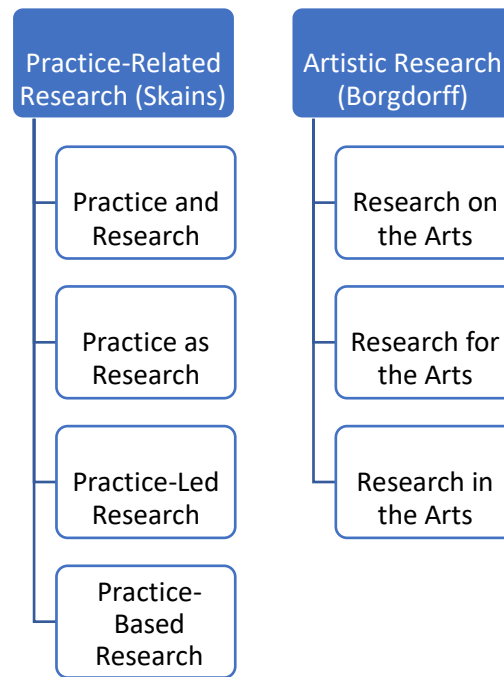 Practice-Related
Research (Skains)
Practice and
Research
Practice as
Research
Practice-Led
Research
Practice-
Based
Research
Artistic Research
(Borgdorff)
Research on
the Arts
Research for
the Arts
Research in
the Arts